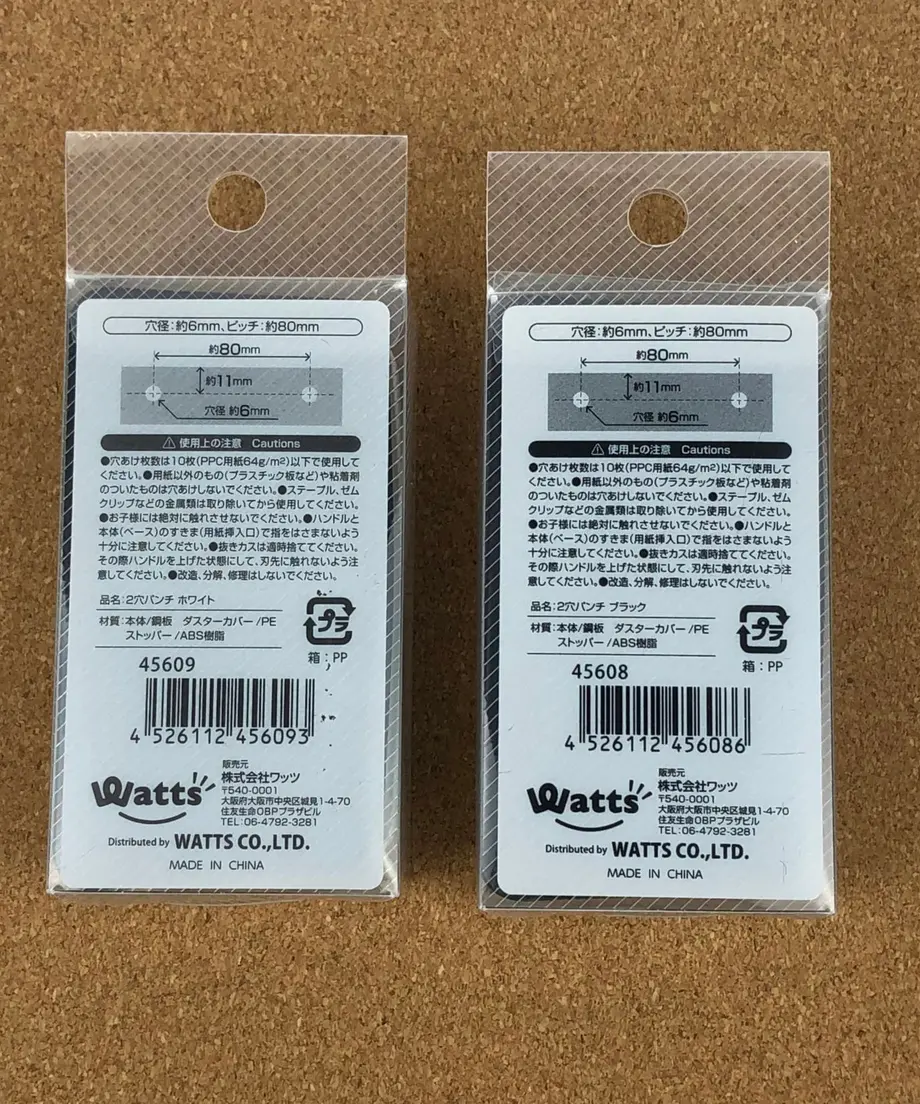 穴径:約6mm、ピッチ:約80mm
約80mm
約11mm
穴径 約6mm
⚠使用上の注意 Cautions
●穴あけ枚数は10枚(PPC用紙64g/m²)以下で使用して
ください。●用紙以外のもの(プラスチック板など)や粘着剤
のついたものは穴あけしないでください。●ステープル、ゼム
クリップなどの金属類は取り除いてから使用してください。
●お子様には絶対に触れさせないでください。●ハンドルと
本体(ベース)のすきま(用紙挿入口)で指をはさまないよう
十分に注意してください。●抜きカスは適時捨ててください。
その際ハンドルを上げた状態にして、刃先に触れないよう注
意してください。●改造、分解、修理はしないでください。
品名:2穴パンチ ホワイト
材質:本体/鋼板 ダスターカバー/PE
ストッパー/ABS樹脂
プラ
箱:PP
45609
4 526112 456093
Watts
販売元
株式会社ワッツ
〒540-0001
大阪府大阪市中央区城見1-4-70
住友生命OBPプラザビル
TEL:06-4792-3281
Distributed by WATTS CO.,LTD.
MADE IN CHINA
穴径:約6mm、ピッチ:約80mm
約80mm
約11mm
穴径 約6mm
⚠使用上の注意 Cautions
●穴あけ枚数は10枚(PPC用紙64g/m²)以下で使用して
ください。●用紙以外のもの(プラスチック板など)や粘着剤
のついたものは穴あけしないでください。●ステープル、ゼム
クリップなどの金属類は取り除いてから使用してください。
●お子様には絶対に触れさせないでください。●ハンドルと
本体(ベース)のすきま(用紙挿入口)で指をはさまないよう
十分に注意してください。●抜きカスは適時捨ててください。
その際ハンドルを上げた状態にして、刃先に触れないよう注
意してください。●改造、分解、修理はしないでください。
品名:2穴パンチ ブラック
材質:本体/鋼板 ダスターカバー/PE
ストッパー/ABS樹脂
プラ
箱:PP
45608
4 526112 456086
Watts
販売元
株式会社ワッツ
〒540-0001
大阪府大阪市中央区城見1-4-70
住友生命OBPプラザビル
TEL:06-4792-3281
Distributed by WATTS CO.,LTD.
MADE IN CHINA